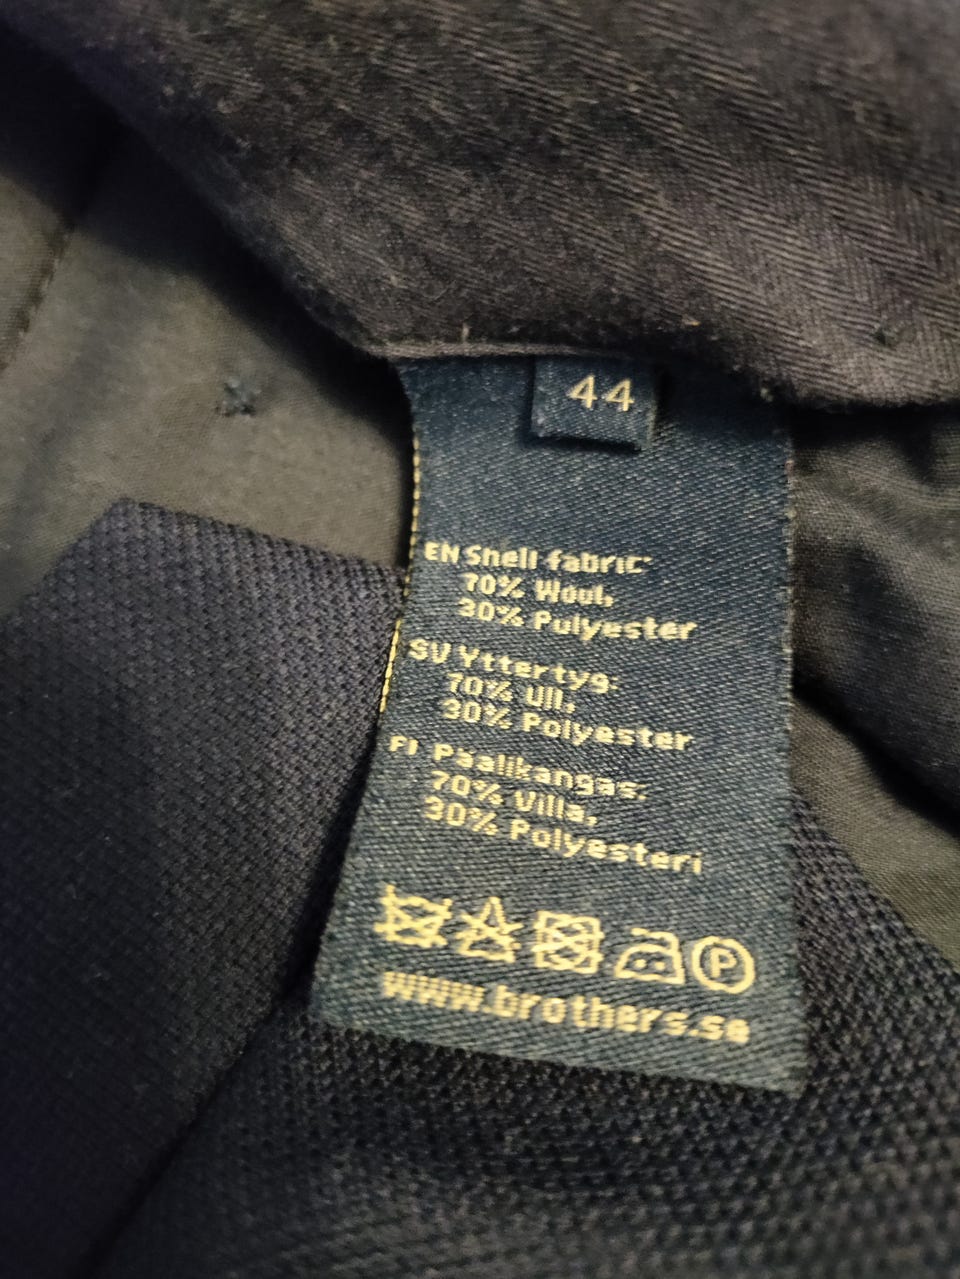 44
EN Shell fabric:
70% Wool,
30% Polyester
SV Yttertyg:
70% Ull,
30% Polyester
FI Päälikangas:
70% Villa,
30% Polyesteri
P
www.brothers.se